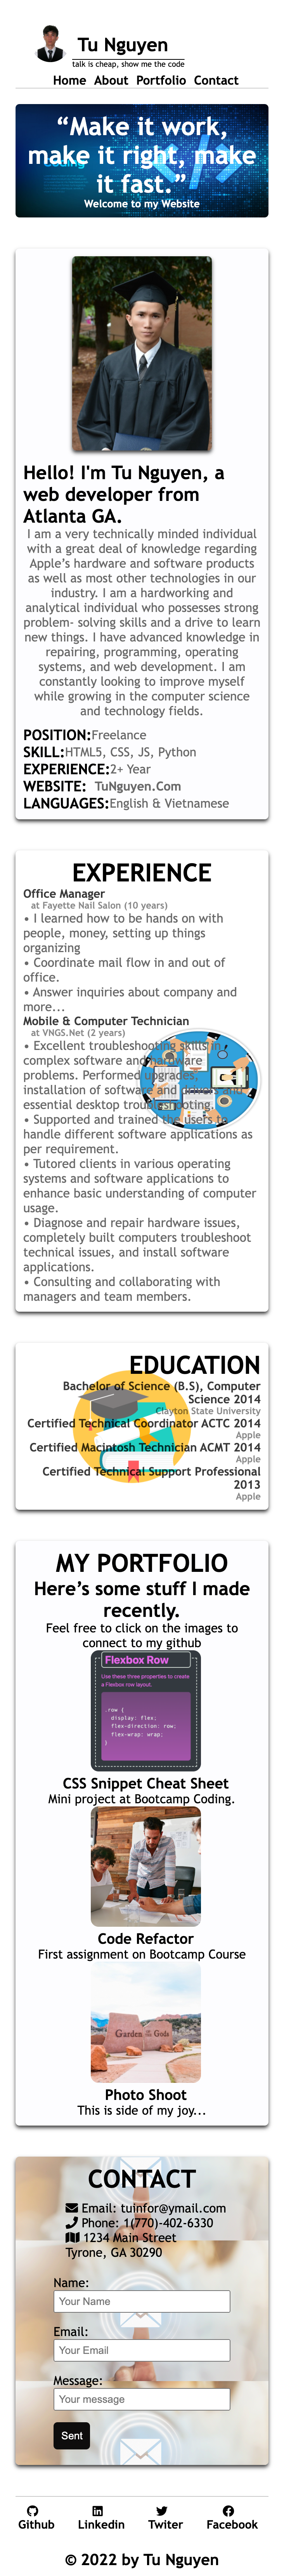 Tu Nguyen
talk is cheap, show me the code
Home About Portfolio Contact
“Make it work,
make it right, make
it fast.”
Welcome to my Website
Hello! I'm Tu Nguyen, a
web developer from
Atlanta GA.
I am a very technically minded individual
with a great deal of knowledge regarding
Apple’s hardware and software products
as well as most other technologies in our
industry. I am a hardworking and
analytical individual who possesses strong
problem- solving skills and a drive to learn
new things. I have advanced knowledge in
repairing, programming, operating
systems, and web development. I am
constantly looking to improve myself
while growing in the computer science
and technology fields.
POSITION:Freelance
SKILL:HTML5, CSS, JS, Python
EXPERIENCE:2+ Year
WEBSITE: TuNguyen.Com
LANGUAGES:English & Vietnamese
EXPERIENCE
Office Manager
at Fayette Nail Salon (10 years)
• I learned how to be hands on with
people, money, setting up things
organizing
• Coordinate mail flow in and out of
office.
• Answer inquiries about company and
more...
Mobile & Computer Technician
at VNGS.Net (2 years)
• Excellent troubleshooting skills in
complex software and hardware
problems. Performed upgrades,
installation of software
essential desktop troubleshooting.
• Supported and trained the users to
handle different software applications as
per requirement.
• Tutored clients in various operating
systems and software applications to
enhance basic understanding of computer
usage.
• Diagnose and repair hardware issues,
completely built computers troubleshoot
technical issues, and install software
applications.
• Consulting and collaborating with
managers and team members.
EDUCATION
Bachelor of Science (B.S), Computer
Science 2014
Clayton State University
Certified Technical Coordinator ACTC 2014
Apple
Certified Macintosh Technician ACMT 2014
Apple
Certified Technical Support Professional
2013
Apple
MY PORTFOLIO
Here’s some stuff I made
recently.
Feel free to click on the images to
connect to my github
Flexbox Row
Use these three properties to create
a Flexbox row layout.
.row {
display: flex;
flex-direction: row;
flex-wrap: wrap;
}
CSS Snippet Cheat Sheet
Mini project at Bootcamp Coding.
Code Refactor
First assignment on Bootcamp Course
Garden of the Gods
Photo Shoot
This is side of my joy...
CONTACT
Email: tuinfor@ymail.com
Phone: 1(770)-402-6330
1234 Main Street
Tyrone, GA 30290
Name:
Your Name
Email:
Your Email
Message:
Your message
Sent
Github Linkedin Twiter Facebook
© 2022 by Tu Nguyen